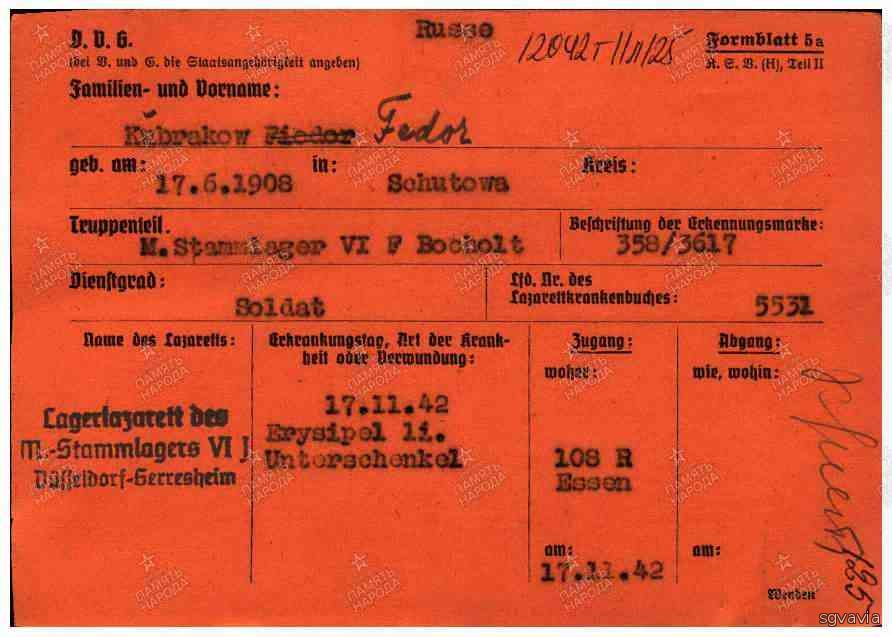 Russe
12042т
D. V. G.
(bei V. und G. die Staatsangehörigkeit angeben)
Formblatt 5a
K. S. V. (H), Teil II
Familien- und Vorname:
Kubrakow Fiedor Fedor
geb. am: 17.6.1908 in: Schutowa Kreis:
Truppenteil. M.Stammlager VI F Bocholt
Beschriftung der Erkennungsmarke: 358/3617
Dienstgrad: Soldat
Lfd. Nr. des
Lazarettkrankenbuches: 5531
Name des Lazaretts:
Lagerlazarett des
M.-Stammlagers VI J
Düsseldorf-Gerresheim
Erkrankungstag, Art der Krank-
heit oder Verwundung:
17.11.42
Erysipel li.
Unterschenkel
Zugang:
woher:
108 R
Essen
am:
17.11.42
Abgang:
wie, wohin:
am:
125
Wenden
ПАМЯТЬ
НАРОДА
sgvavia